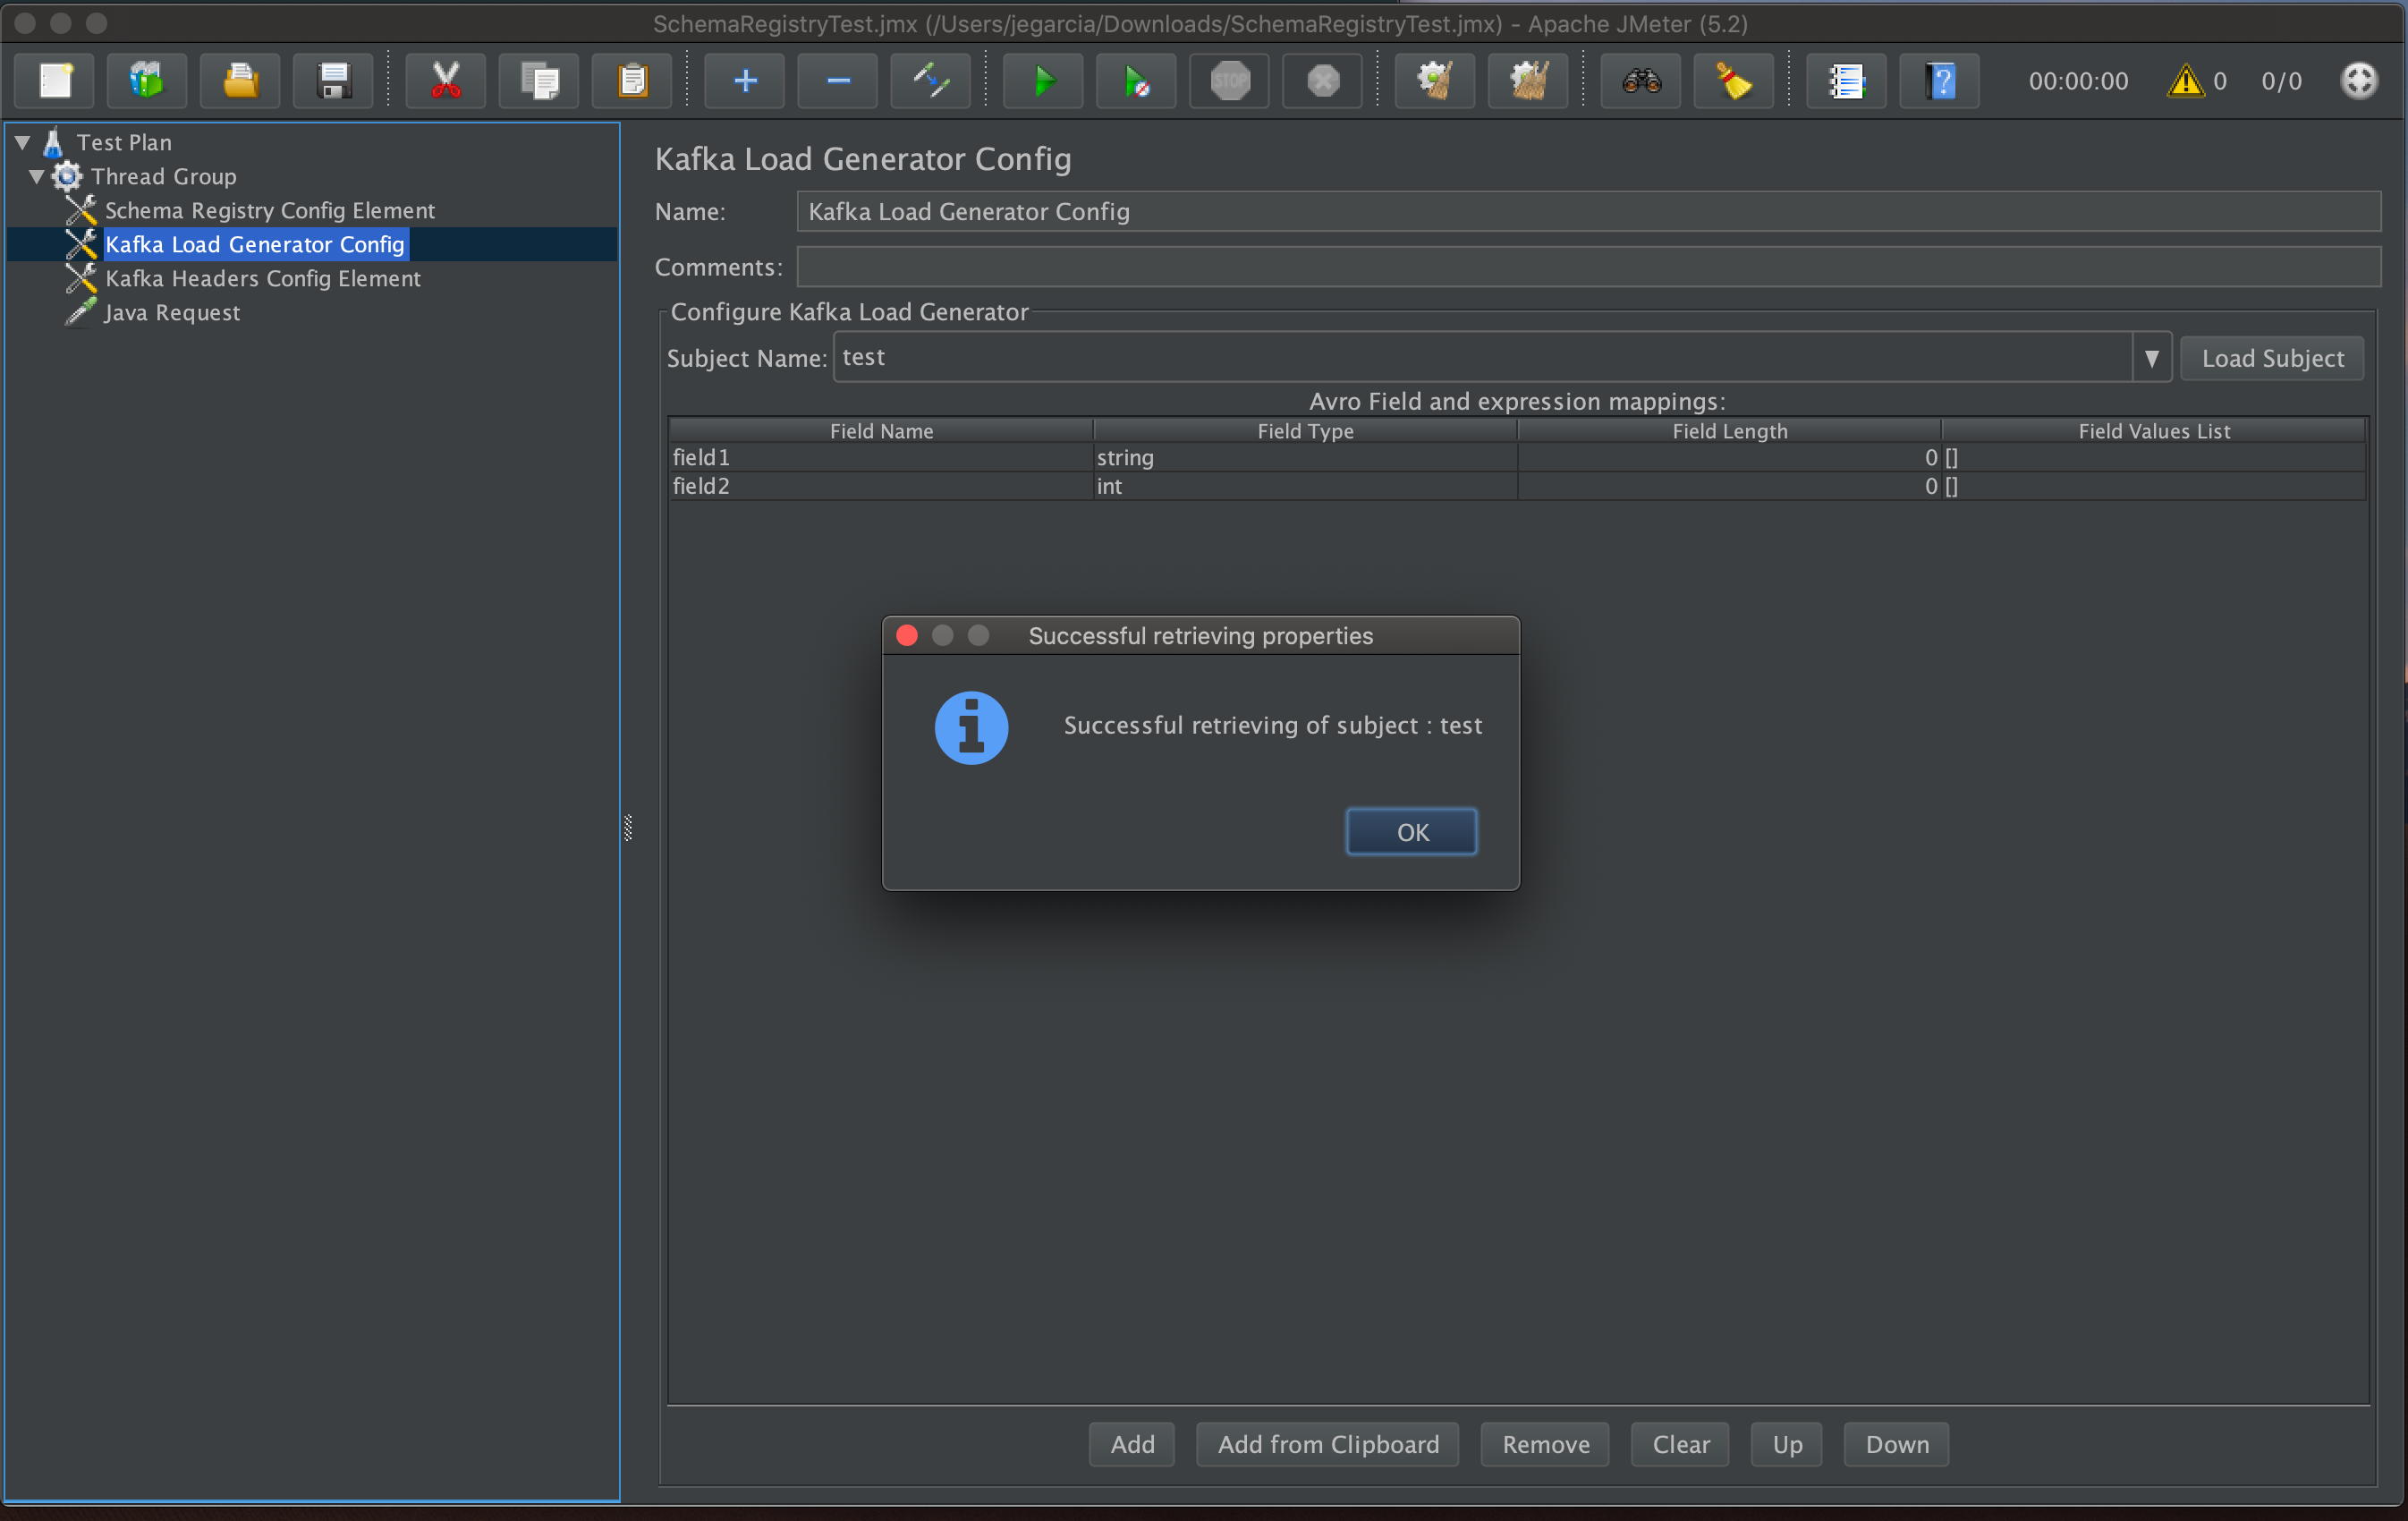 SchemaRegistryTest.jmx (/Users/jegarcia/Downloads/SchemaRegistryTest.jmx) - Apache JMeter (5.2)
STOP
?
00:00:00
0
0/0
Test Plan
Thread Group
Schema Registry Config Element
Kafka Load Generator Config
Kafka Headers Config Element
Java Request
Kafka Load Generator Config
Name: Kafka Load Generator Config
Comments:
Configure Kafka Load Generator
Subject Name: test Load Subject
Avro Field and expression mappings:
Field Name Field Type Field Length Field Values List
field1 string 0 []
field2 int 0 []
Successful retrieving properties
Successful retrieving of subject : test
OK
Add Add from Clipboard Remove Clear Up Down